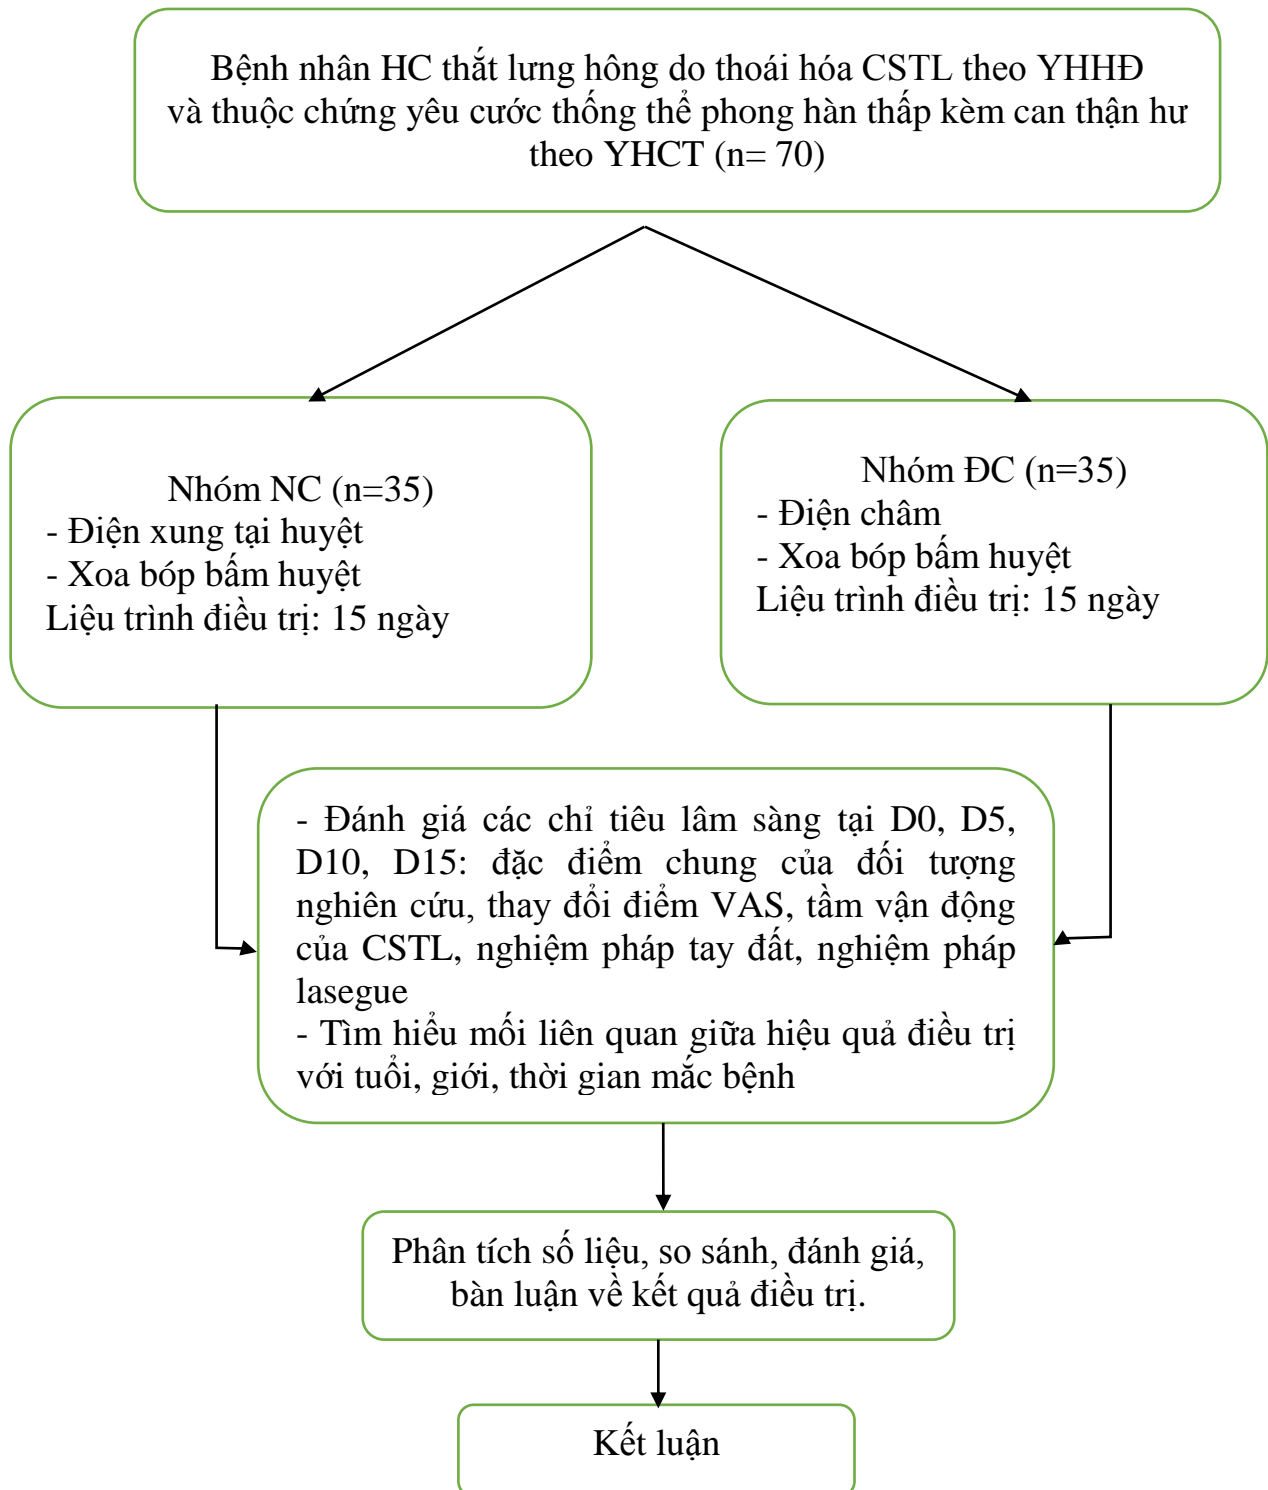 Bệnh nhân HC thắt lưng hông do thoái hóa CSTL theo YHHĐ
và thuộc chứng yêu cước thống thể phong hàn thấp kèm can thận hư
theo YHCT (n= 70)
Nhóm NC (n=35)
- Điện xung tại huyệt
- Xoa bóp bấm huyệt
Liệu trình điều trị: 15 ngày
Nhóm ĐC (n=35)
- Điện châm
- Xoa bóp bấm huyệt
Liệu trình điều trị: 15 ngày
- Đánh giá các chỉ tiêu lâm sàng tại D0, D5,
D10, D15: đặc điểm chung của đối tượng
nghiên cứu, thay đổi điểm VAS, tầm vận động
của CSTL, nghiệm pháp tay đất, nghiệm pháp
lasegue
- Tìm hiểu mối liên quan giữa hiệu quả điều trị
với tuổi, giới, thời gian mắc bệnh
Phân tích số liệu, so sánh, đánh giá,
bàn luận về kết quả điều trị.
Kết luận